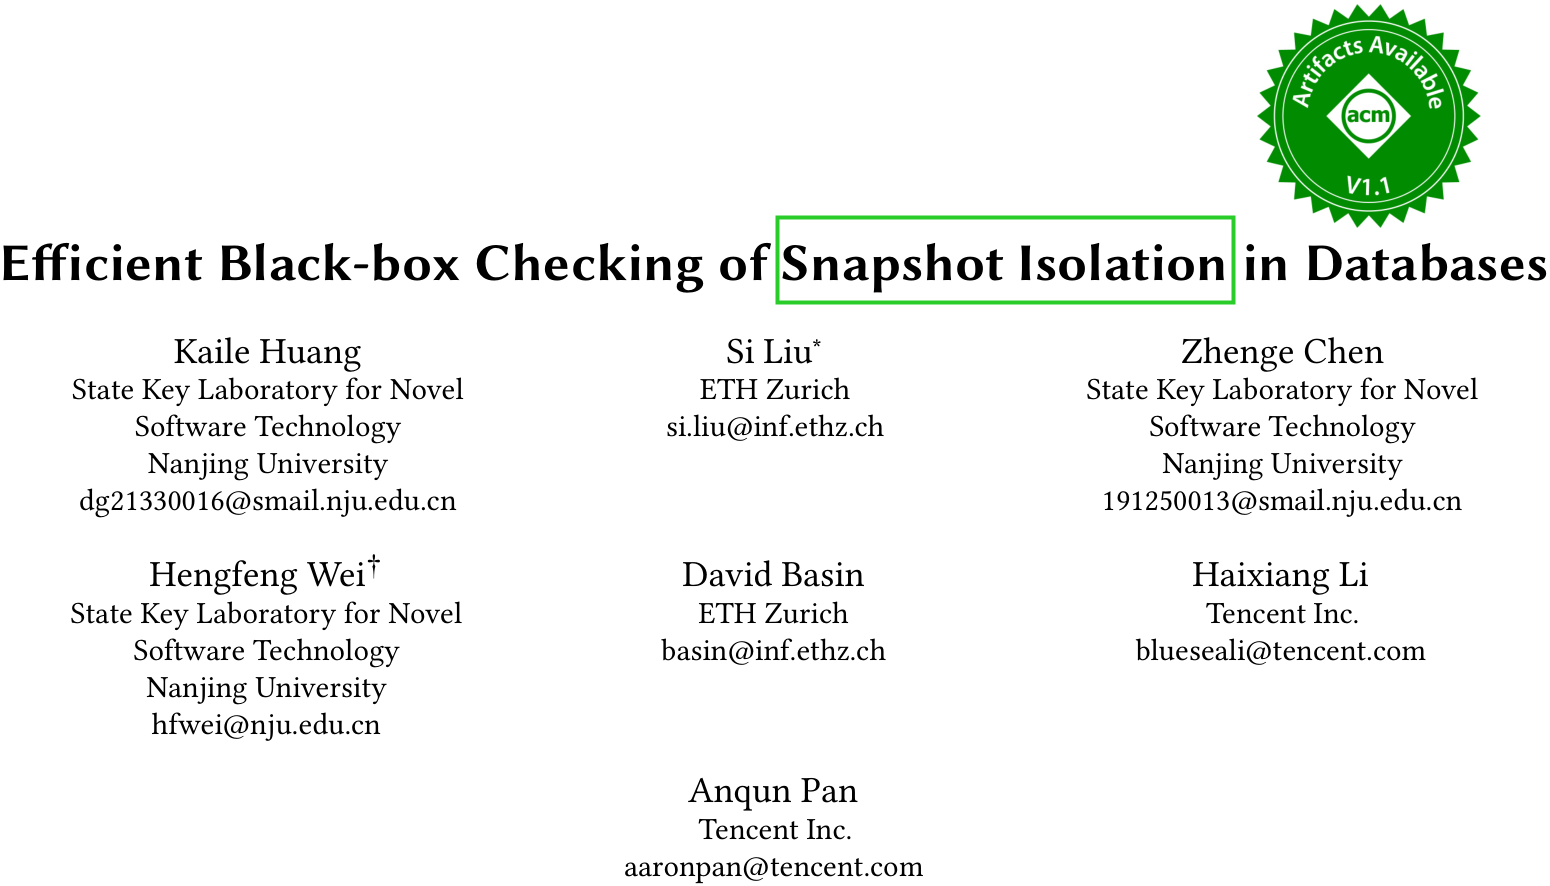 Artifacts Available
acm
V1.1
Efficient Black-box Checking of Snapshot Isolation in Databases
Kaile Huang
State Key Laboratory for Novel
Software Technology
Nanjing University
dg21330016@smail.nju.edu.cn
Si Liu*
ETH Zurich
si.liu@inf.ethz.ch
Zhenge Chen
State Key Laboratory for Novel
Software Technology
Nanjing University
191250013@smail.nju.edu.cn
Hengfeng Wei†
State Key Laboratory for Novel
Software Technology
Nanjing University
hfwei@nju.edu.cn
David Basin
ETH Zurich
basin@inf.ethz.ch
Haixiang Li
Tencent Inc.
blueseali@tencent.com
Anqun Pan
Tencent Inc.
aaronpan@tencent.com